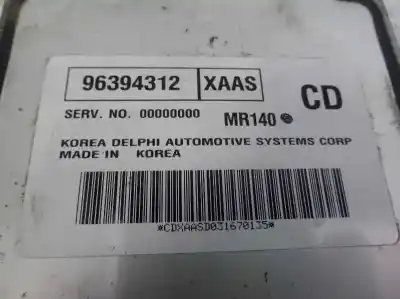 96394312 XAAS CD
SERV. NO. 00000000 MR140
KOREA DELPHI AUTOMOTIVE SYSTEMS CORP
MADE IN KOREA
*CDXAASD031670135*